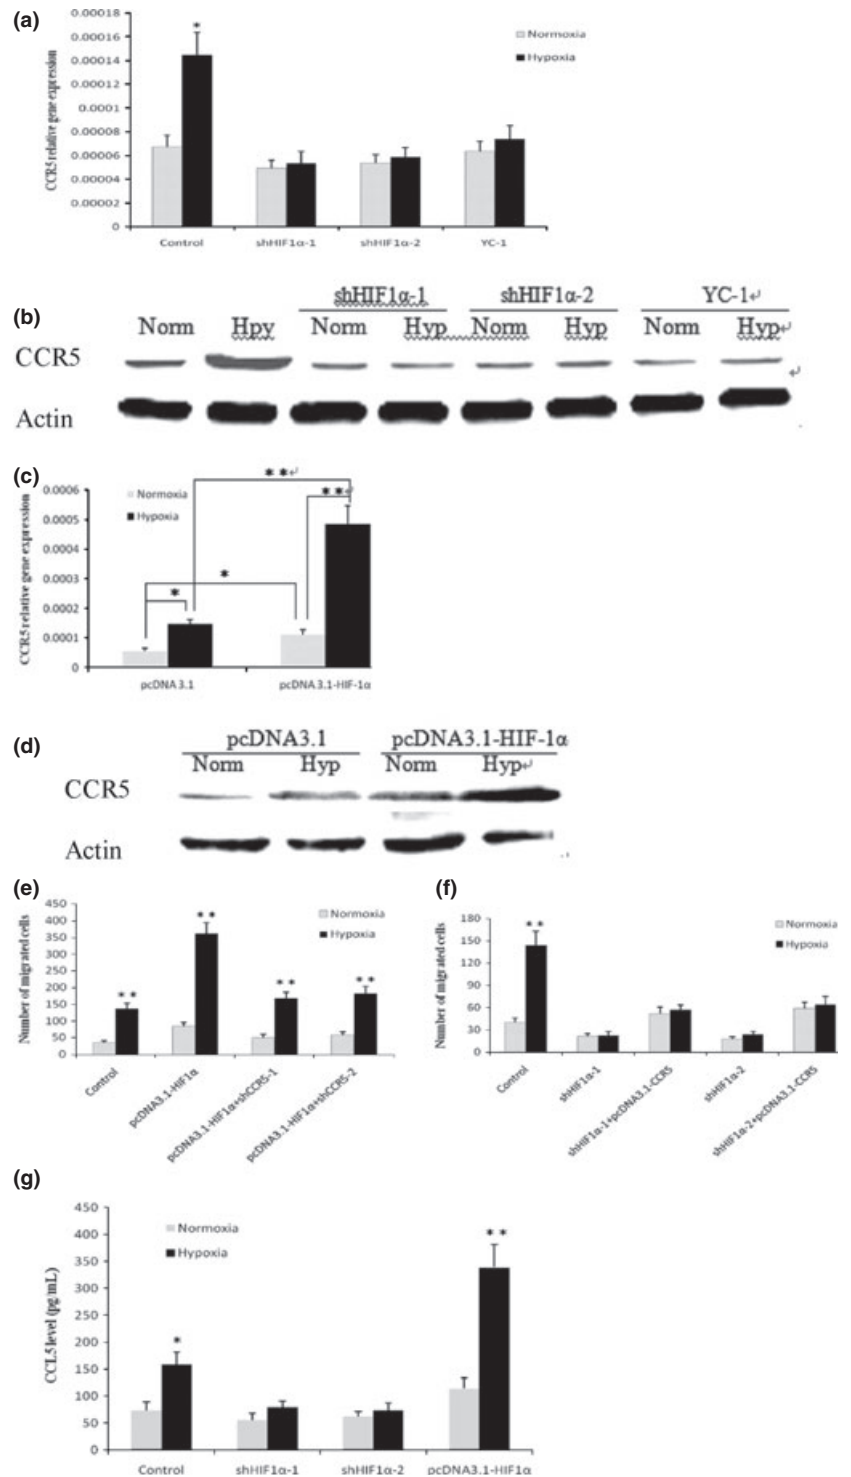 (a)
0.00018
0.00016
0.00014
0.00012
0.0001
0.00008
0.00006
0.00004
0.00002
0
CCR5 relative gene expression
*
Normoxia
Hypoxia
Control shHIF1α-1 shHIF1α-2 YC-1
(b)
shHIF1α-1 shHIF1α-2 YC-1↵
Norm Hpy Norm Hyp Norm Hyp Norm Hyp↵
CCR5 ↵
Actin
(c)
0.0006
0.0005
0.0004
0.0003
0.0002
0.0001
0
CCR5 relative gene expression
Normoxia
Hypoxia
**↵
**↵
*
*
pcDNA3.1 pcDNA3.1-HIF-1α
(d)
pcDNA3.1 pcDNA3.1-HIF-1α
Norm Hyp Norm Hyp↵
CCR5
Actin
(e)
450
400
350
300
250
200
150
100
50
0
Number of migrated cells
Normoxia
Hypoxia
** ** ** **
Control
pcDNA3.1-HIF1α
pcDNA3.1-HIF1α+shCCR5-1
pcDNA3.1-HIF1α+shCCR5-2
(f)
180
150
120
90
60
30
0
Number of migrated cells
Normoxia
Hypoxia
**
Control
shHIF1α-1
shHIF1α-1+pcDNA3.1-CCR5
shHIF1α-2
shHIF1α-2+pcDNA3.1-CCR5
(g)
450
400
350
300
250
200
150
100
50
0
CCL5 level (pg/mL)
Normoxia
Hypoxia
*
**
Control shHIF1α-1 shHIF1α-2 pcDNA3.1-HIF1α